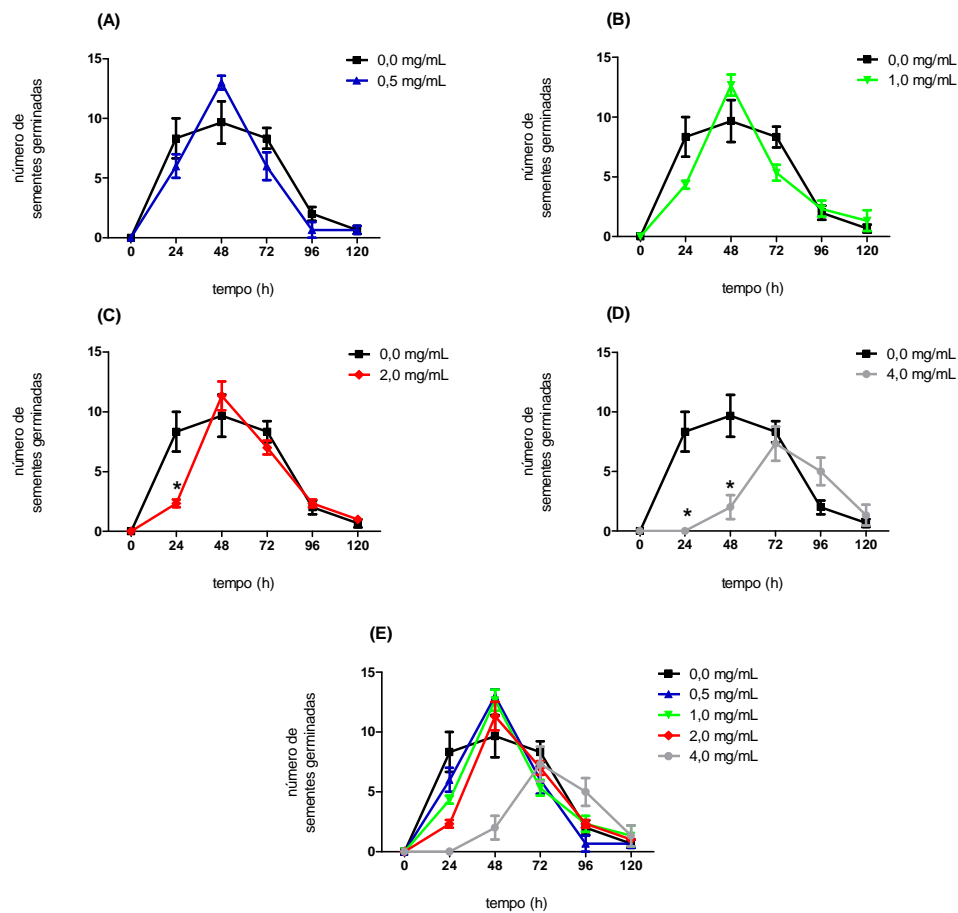 (A)
0,0 mg/mL
0,5 mg/mL
número de
sementes germinadas
15
10
5
0
0 24 48 72 96 120
tempo (h)
(B)
0,0 mg/mL
1,0 mg/mL
número de
sementes germinadas
15
10
5
0
0 24 48 72 96 120
tempo (h)
(C)
0,0 mg/mL
2,0 mg/mL
número de
sementes germinadas
15
10
5
0
*
0 24 48 72 96 120
tempo (h)
(D)
0,0 mg/mL
4,0 mg/mL
número de
sementes germinadas
15
10
5
0
* *
0 24 48 72 96 120
tempo (h)
(E)
0,0 mg/mL
0,5 mg/mL
1,0 mg/mL
2,0 mg/mL
4,0 mg/mL
número de
sementes germinadas
15
10
5
0
0 24 48 72 96 120
tempo (h)